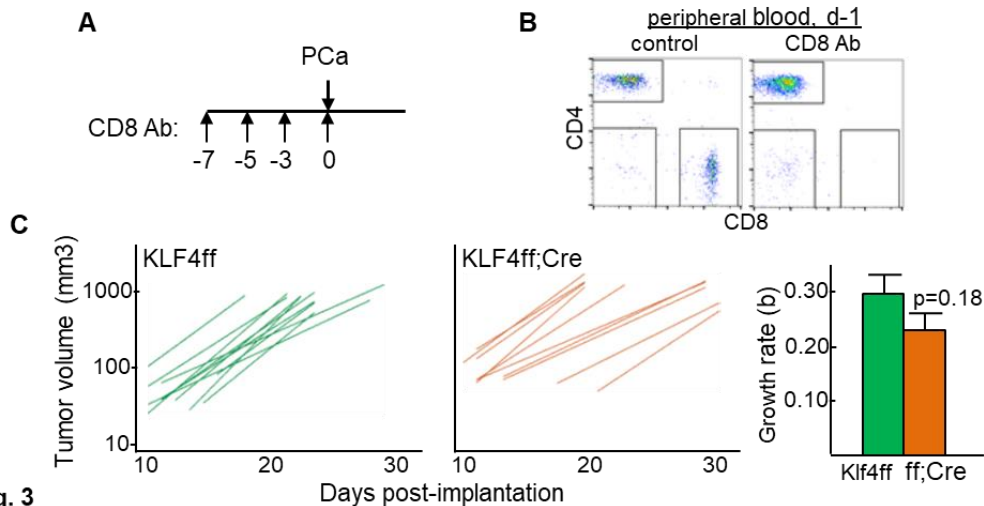 A
PCa
CD8 Ab:
-7 -5 -3 0
B
peripheral blood, d-1
control CD8 Ab
CD4
CD8
C
Tumor volume (mm3)
KLF4ff
KLF4ff;Cre
1000
100
10
10 20 30
10 20 30
Days post-implantation
Growth rate (b)
0.30
0.20
0.10
p=0.18
Klf4ff ff;Cre
g. 3